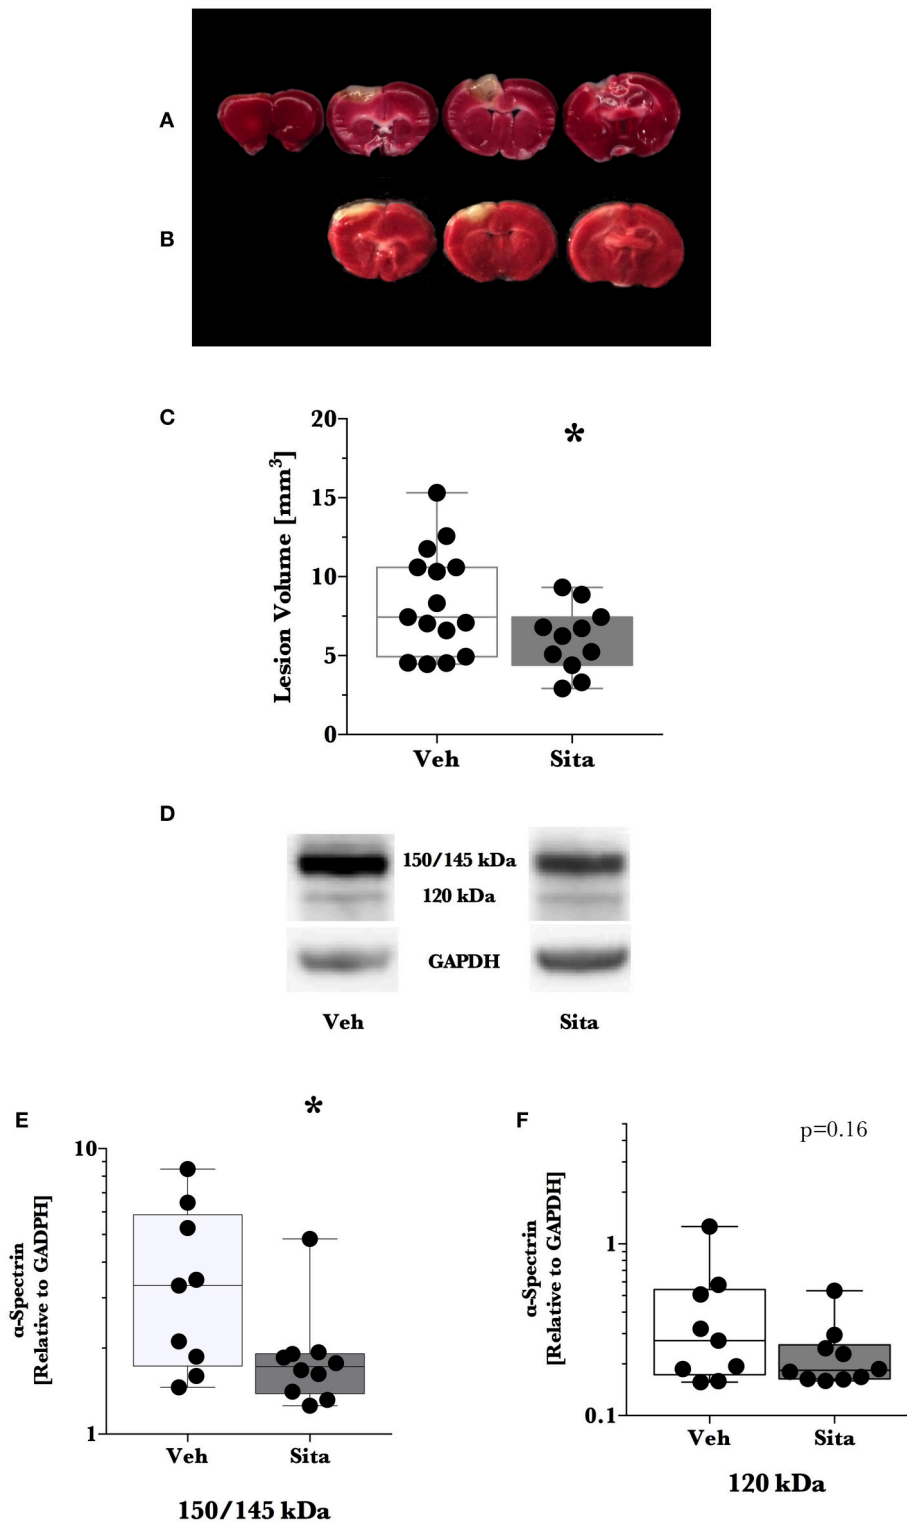 A
B
C
20
15
10
5
0
Lesion Volume [mm³]
*
Veh
Sita
D
150/145 kDa
120 kDa
GAPDH
Veh
Sita
E
*
10
1
α-Spectrin
[Relative to GADPH]
Veh
Sita
150/145 kDa
F
p=0.16
1
0.1
α-Spectrin
[Relative to GAPDH]
Veh
Sita
120 kDa